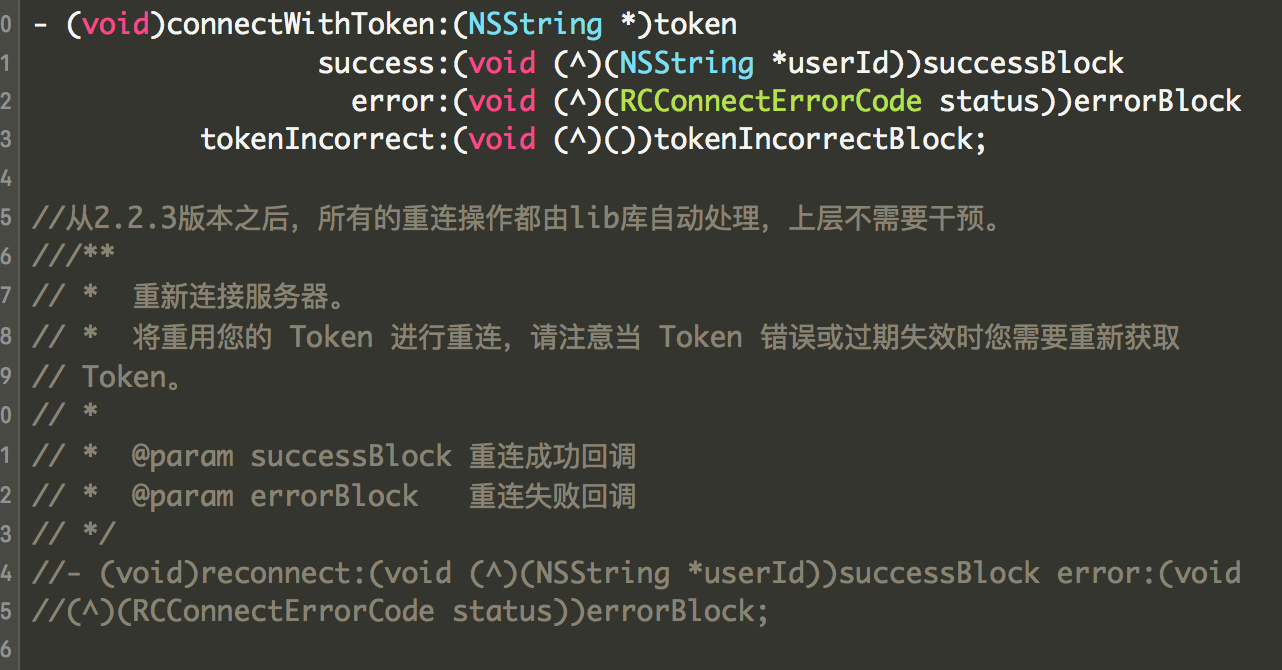 0 - (void)connectWithToken:(NSString *)token
1 success:(void (^)(NSString *userId))successBlock
2 error:(void (^)(RCConnectErrorCode status))errorBlock
3 tokenIncorrect:(void (^)())tokenIncorrectBlock;
4
5 //从2.2.3版本之后，所有的重连操作都由lib库自动处理，上层不需要干预。
6 ///**
7 // *  重新连接服务器。
8 // *  将重用您的 Token 进行重连，请注意当 Token 错误或过期失效时您需要重新获取
9 // Token。
0 // *
1 // *  @param successBlock 重连成功回调
2 // *  @param errorBlock   重连失败回调
3 // */
4 //- (void)reconnect:(void (^)(NSString *userId))successBlock error:(void
5 //(^)(RCConnectErrorCode status))errorBlock;
6